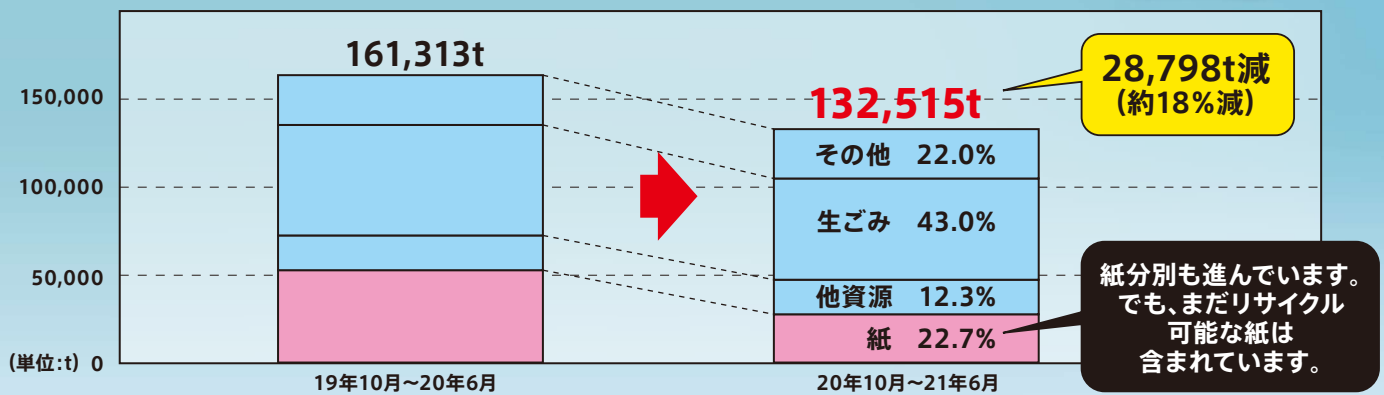 161,313t
132,515t
28,798t減
(約18%減)
150,000
100,000
50,000
(単位:t) 0
その他 22.0%
生ごみ 43.0%
他資源 12.3%
紙 22.7%
紙分別も進んでいます。
でも、まだリサイクル
可能な紙は
含まれています。
19年10月〜20年6月
20年10月〜21年6月